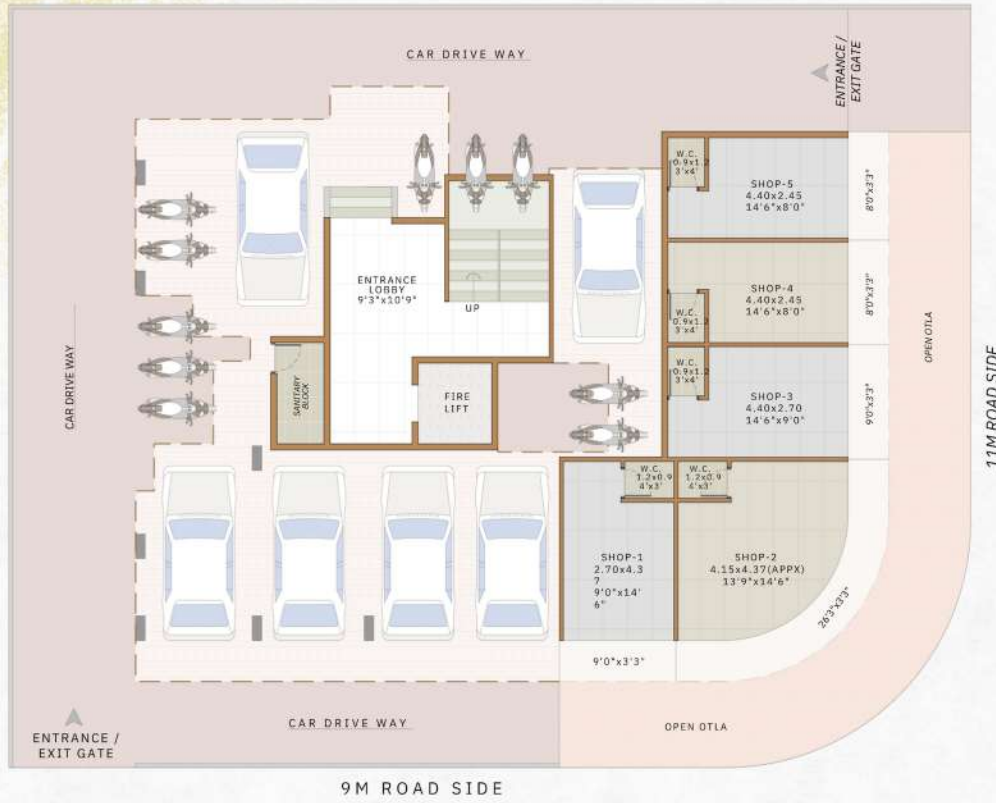 CAR DRIVE WAY
ENTRANCE /
EXIT GATE
W.C.
0.9x1.2
3'x4'
SHOP-5
4.40x2.45
14'6"x8'0"
8'0"x3'3"
ENTRANCE
LOBBY
9'3"x10'9"
UP
SHOP-4
4.40x2.45
14'6"x8'0"
W.C.
0.9x1.2
3'x4'
8'0"x3'3"
OPEN OTLA
CAR DRIVE WAY
SANITARY
BLOCK
FIRE
LIFT
W.C.
0.9x1.2
3'x4'
SHOP-3
4.40x2.70
14'6"x9'0"
9'0"x3'3"
11M ROAD SIDE
W.C.
1.2x0.9
4'x3'
W.C.
1.2x0.9
4'x3'
SHOP-1
2.70x4.3
7
9'0"x14'
6"
SHOP-2
4.15x4.37(APPX)
13'9"x14'6"
26'3"x3'3"
9'0"x3'3"
CAR DRIVE WAY
OPEN OTLA
ENTRANCE /
EXIT GATE
9M ROAD SIDE